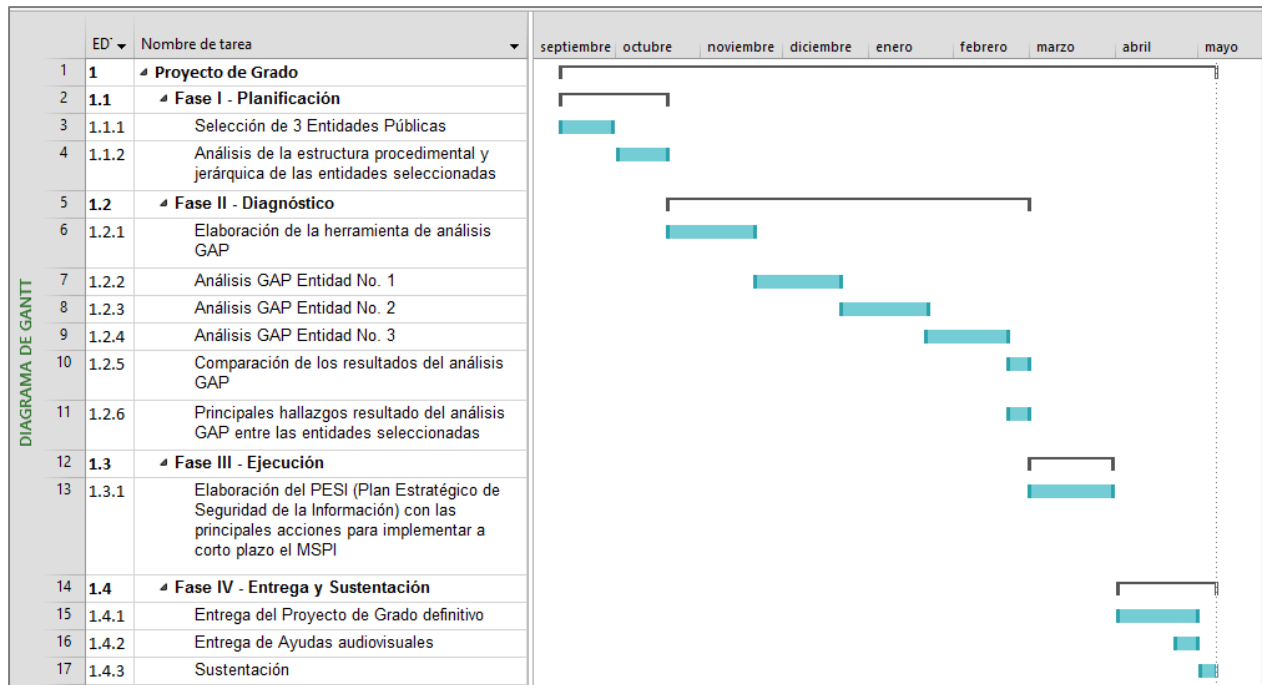 ED Nombre de tarea septiembre octubre noviembre diciembre enero febrero marzo abril mayo
1 1 Proyecto de Grado
2 1.1 Fase I - Planificación
3 1.1.1 Selección de 3 Entidades Públicas
4 1.1.2 Análisis de la estructura procedimental y
jerárquica de las entidades seleccionadas
5 1.2 Fase II - Diagnóstico
6 1.2.1 Elaboración de la herramienta de análisis
GAP
7 1.2.2 Análisis GAP Entidad No. 1
8 1.2.3 Análisis GAP Entidad No. 2
9 1.2.4 Análisis GAP Entidad No. 3
10 1.2.5 Comparación de los resultados del análisis
GAP
11 1.2.6 Principales hallazgos resultado del análisis
GAP entre las entidades seleccionadas
12 1.3 Fase III - Ejecución
13 1.3.1 Elaboración del PESI (Plan Estratégico de
Seguridad de la Información) con las
principales acciones para implementar a
corto plazo el MSPI
14 1.4 Fase IV - Entrega y Sustentación
15 1.4.1 Entrega del Proyecto de Grado definitivo
16 1.4.2 Entrega de Ayudas audiovisuales
17 1.4.3 Sustentación
DIAGRAMA DE GANTT